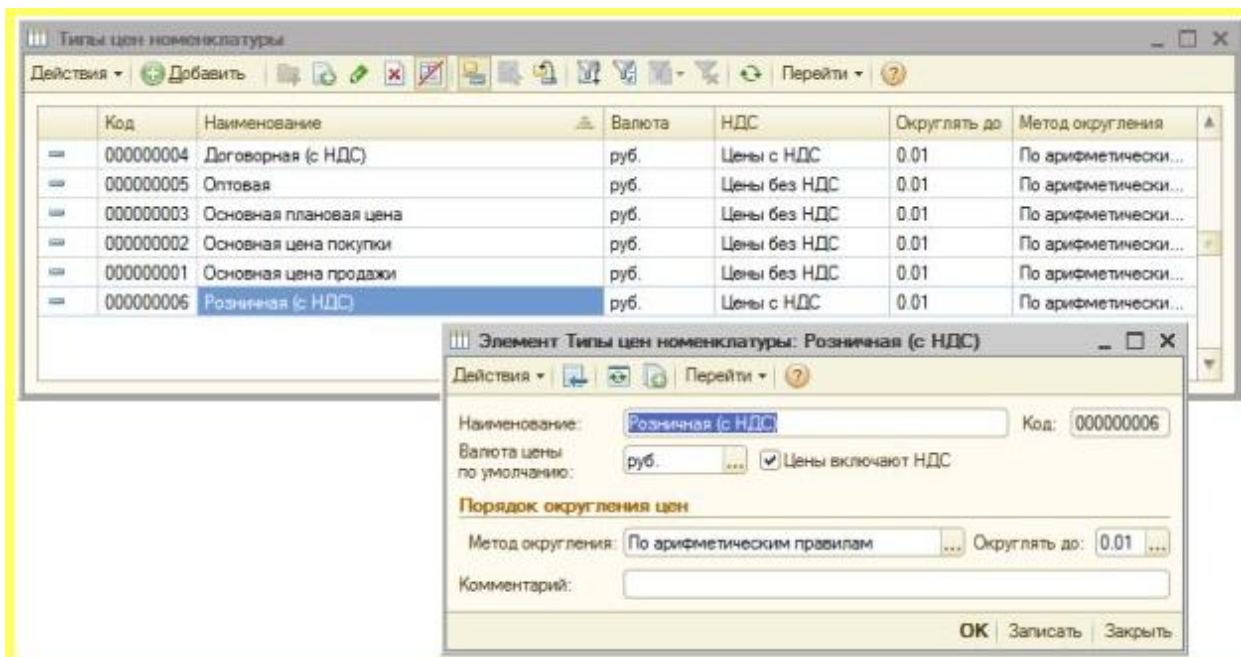 Типы цен номенклатуры
Действия Добавить Перейти
Код Наименование Валюта НДС Округлять до Метод округления
000000004 Договорная (с НДС) руб. Цены с НДС 0.01 По арифметически...
000000005 Оптовая руб. Цены без НДС 0.01 По арифметически...
000000003 Основная плановая цена руб. Цены без НДС 0.01 По арифметически...
000000002 Основная цена покупки руб. Цены без НДС 0.01 По арифметически...
000000001 Основная цена продажи руб. Цены без НДС 0.01 По арифметически...
000000006 Розничная (с НДС) руб. Цены с НДС 0.01 По арифметически...
Элемент Типы цен номенклатуры: Розничная (с НДС)
Действия Перейти
Наименование: Розничная (с НДС) Код: 000000006
Валюта цены
по умолчанию: руб. ... Цены включают НДС
Порядок округления цен
Метод округления: По арифметическим правилам ... Округлять до: 0.01 ...
Комментарий:
ОК Записать Закрыть